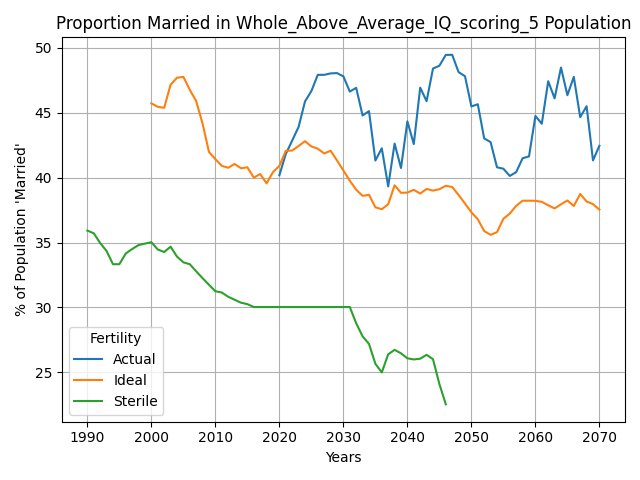 Proportion Married in Whole_Above_Average_IQ_scoring_5 Population
% of Population 'Married'
50
45
40
35
30
25
Fertility
Actual
Ideal
Sterile
1990 2000 2010 2020 2030 2040 2050 2060 2070
Years